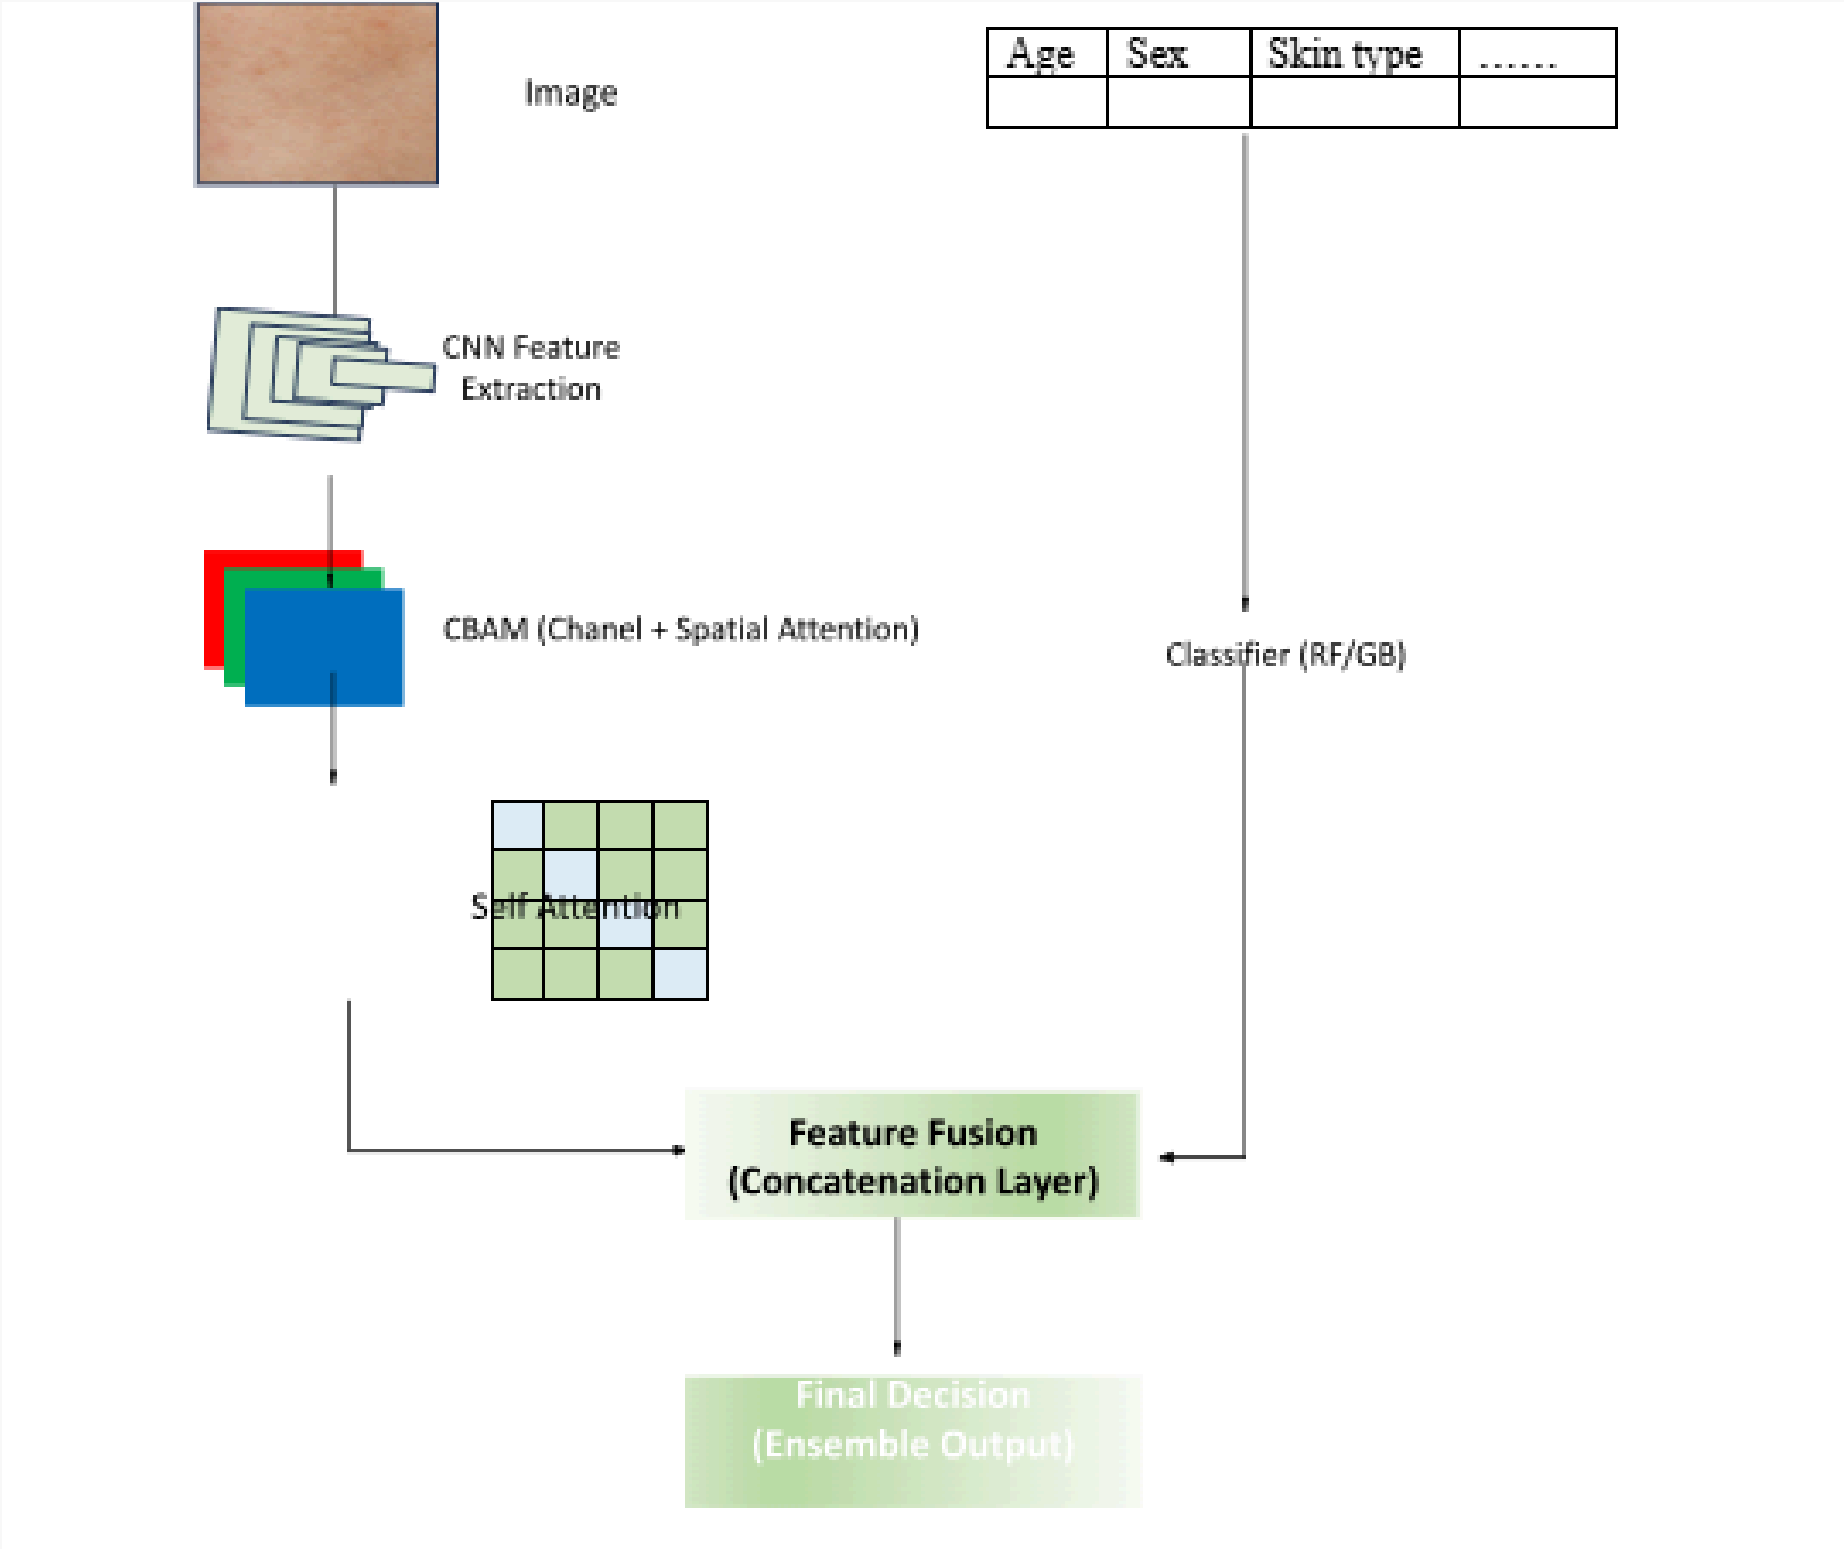 Image
Age Sex Skin type ......
CNN Feature
Extraction
CBAM (Chanel + Spatial Attention)
Classifier (RF/GB)
Self Attention
Feature Fusion
(Concatenation Layer)
Final Decision
(Ensemble Output)